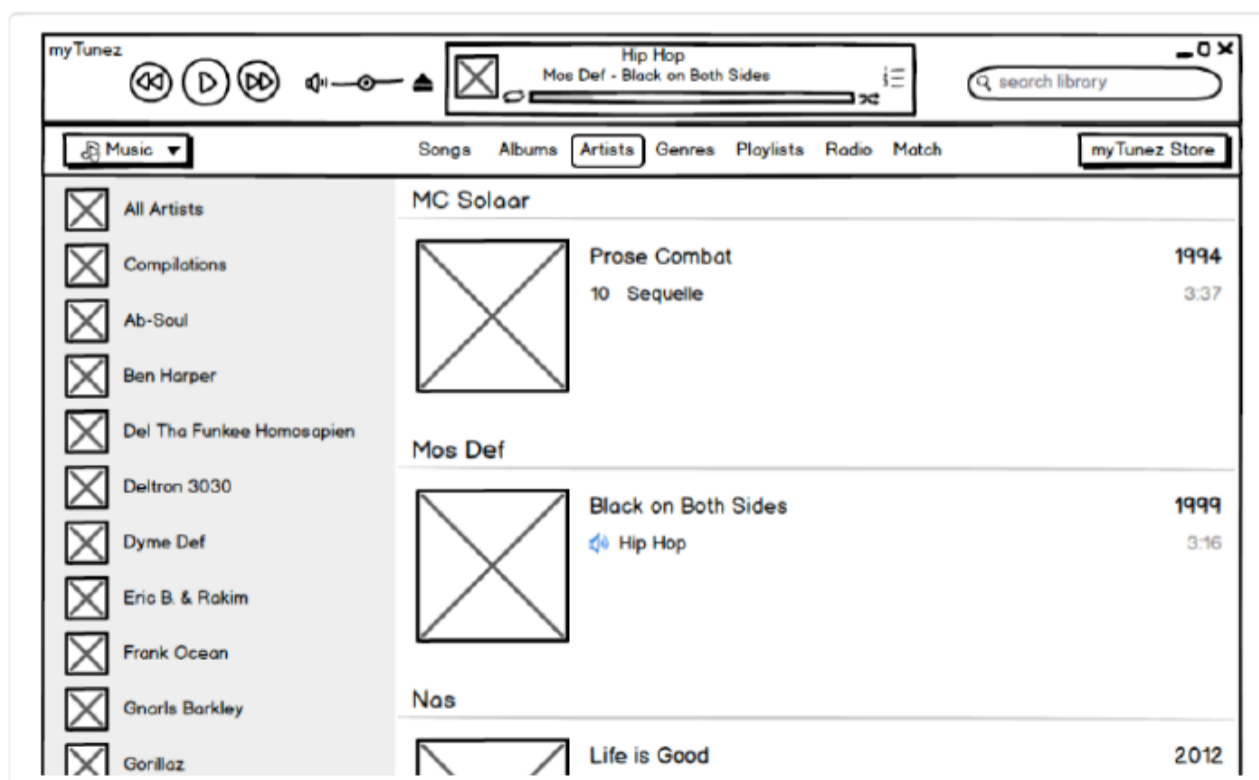 myTunez
Hip Hop
Mos Def - Black on Both Sides
search library
Music
Songs Albums Artists Genres Playlists Radio Match
myTunez Store
All Artists
Compilations
Ab-Soul
Ben Harper
Del Tha Funkee Homosapien
Deltron 3030
Dyme Def
Eric B. & Rakim
Frank Ocean
Gnarls Barkley
Gorillaz
MC Solaar
Prose Combat 1994
10 Sequelle 3:37
Mos Def
Black on Both Sides 1999
Hip Hop 3:16
Nas
Life is Good 2012